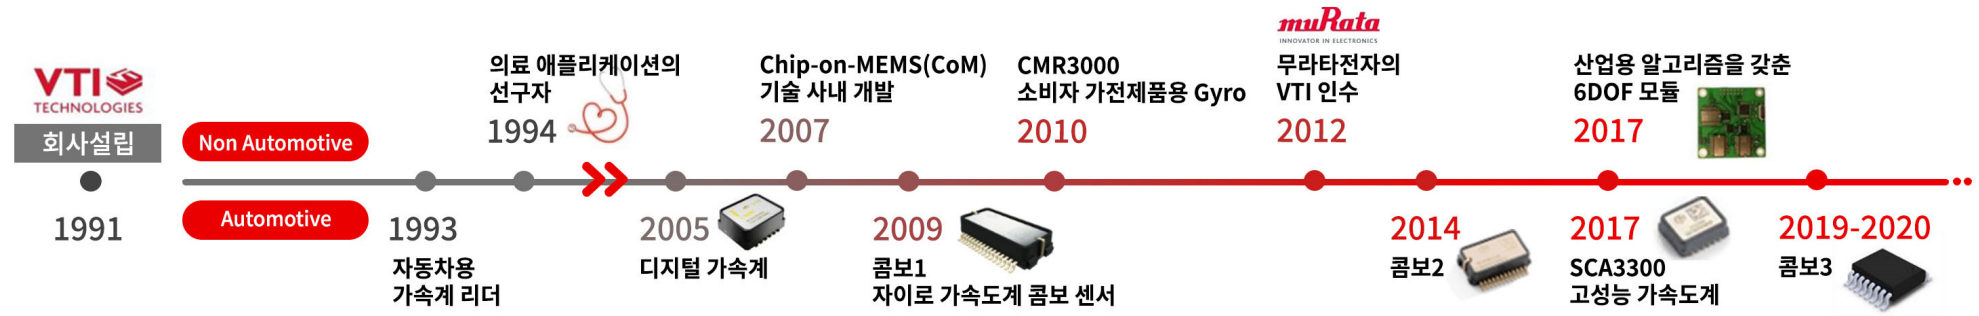 VTI
TECHNOLOGIES
회사설립
1991
Non Automotive
Automotive
1993
자동차용
가속계 리더
의료 애플리케이션의
선구자
1994
2005
디지털 가속계
Chip-on-MEMS(CoM)
기술 사내 개발
2007
2009
콤보1
자이로 가속도계 콤보 센서
CMR3000
소비자 가전제품용 Gyro
2010
muRata
INNOVATOR IN ELECTRONICS
무라타전자의
VTI 인수
2012
2014
콤보2
산업용 알고리즘을 갖춘
6DOF 모듈
2017
2017
SCA3300
고성능 가속도계
2019-2020
콤보3